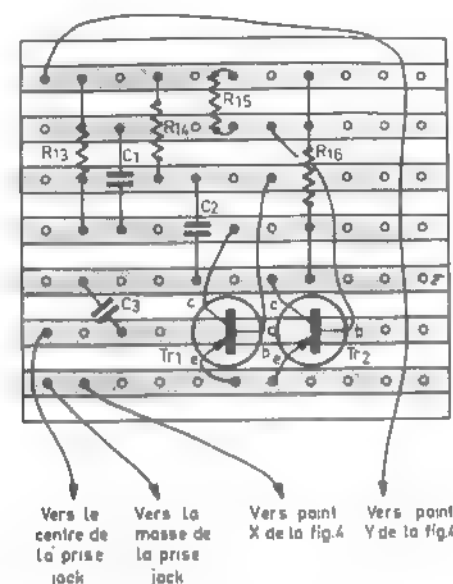 R15
R13
R14
R16
C1
C2
C3
c
c
b
b
e
e
Tr1
Tr2
Vers le
centre de
la prise
jack
Vers la
masse de
la prise
jack
Vers point
X de la fig.4
Vers point
Y de la fig.4